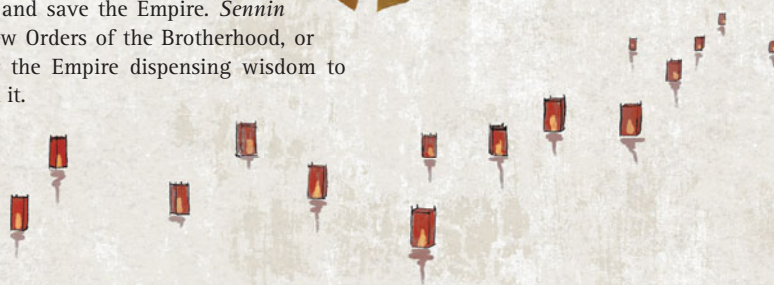 and save the Empire. Sennin
w Orders of the Brotherhood, or
the Empire dispensing wisdom to
it.